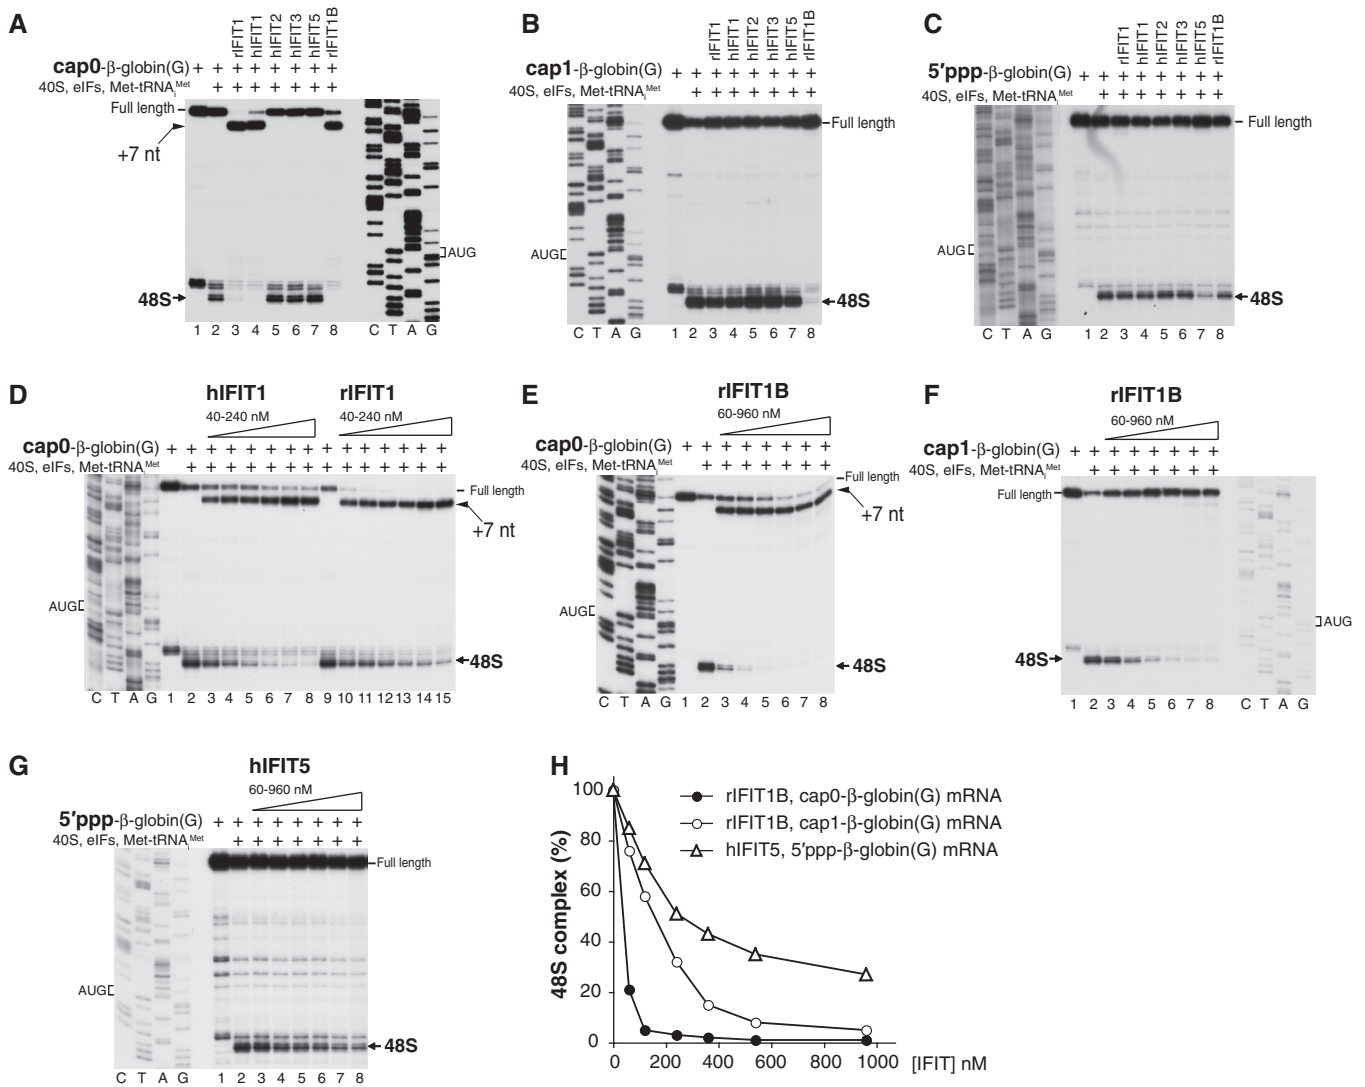 A
rIFIT1
hIFIT1
hIFIT2
hIFIT3
hIFIT5
rIFIT1B
cap0-β-globin(G) + + + + + + + +
40S, eIFs, Met-tRNAiMet + + + + + + +
Full length
+7 nt
AUG
48S
1 2 3 4 5 6 7 8 C T A G
B
rIFIT1
hIFIT1
hIFIT2
hIFIT3
hIFIT5
rIFIT1B
cap1-β-globin(G) + + + + + + + +
40S, eIFs, Met-tRNAiMet + + + + + + +
Full length
AUG
48S
C T A G 1 2 3 4 5 6 7 8
C
rIFIT1
hIFIT1
hIFIT2
hIFIT3
hIFIT5
rIFIT1B
5′ppp-β-globin(G) + + + + + + + +
40S, eIFs, Met-tRNAiMet + + + + + + +
Full length
AUG
48S
C T A G 1 2 3 4 5 6 7 8
D
hIFIT1 rIFIT1
40-240 nM 40-240 nM
cap0-β-globin(G) + + + + + + + + + + + + + + +
40S, eIFs, Met-tRNAiMet + + + + + + + + + + + + + +
Full length
+7 nt
AUG
48S
C T A G 1 2 3 4 5 6 7 8 9 10 11 12 13 14 15
E
rIFIT1B
60-960 nM
cap0-β-globin(G) + + + + + + + +
40S, eIFs, Met-tRNAiMet + + + + + + +
Full length
+7 nt
AUG
48S
C T A G 1 2 3 4 5 6 7 8
F
rIFIT1B
60-960 nM
cap1-β-globin(G) + + + + + + + +
40S, eIFs, Met-tRNAiMet + + + + + + +
Full length
AUG
48S
1 2 3 4 5 6 7 8 C T A G
G
hIFIT5
60-960 nM
5′ppp-β-globin(G) + + + + + + + +
40S, eIFs, Met-tRNAiMet + + + + + + +
Full length
AUG
48S
C T A G 1 2 3 4 5 6 7 8
H
rIFIT1B, cap0-β-globin(G) mRNA
rIFIT1B, cap1-β-globin(G) mRNA
hIFIT5, 5′ppp-β-globin(G) mRNA
48S complex (%)
100
80
60
40
20
0
0 200 400 600 800 1000 [IFIT] nM